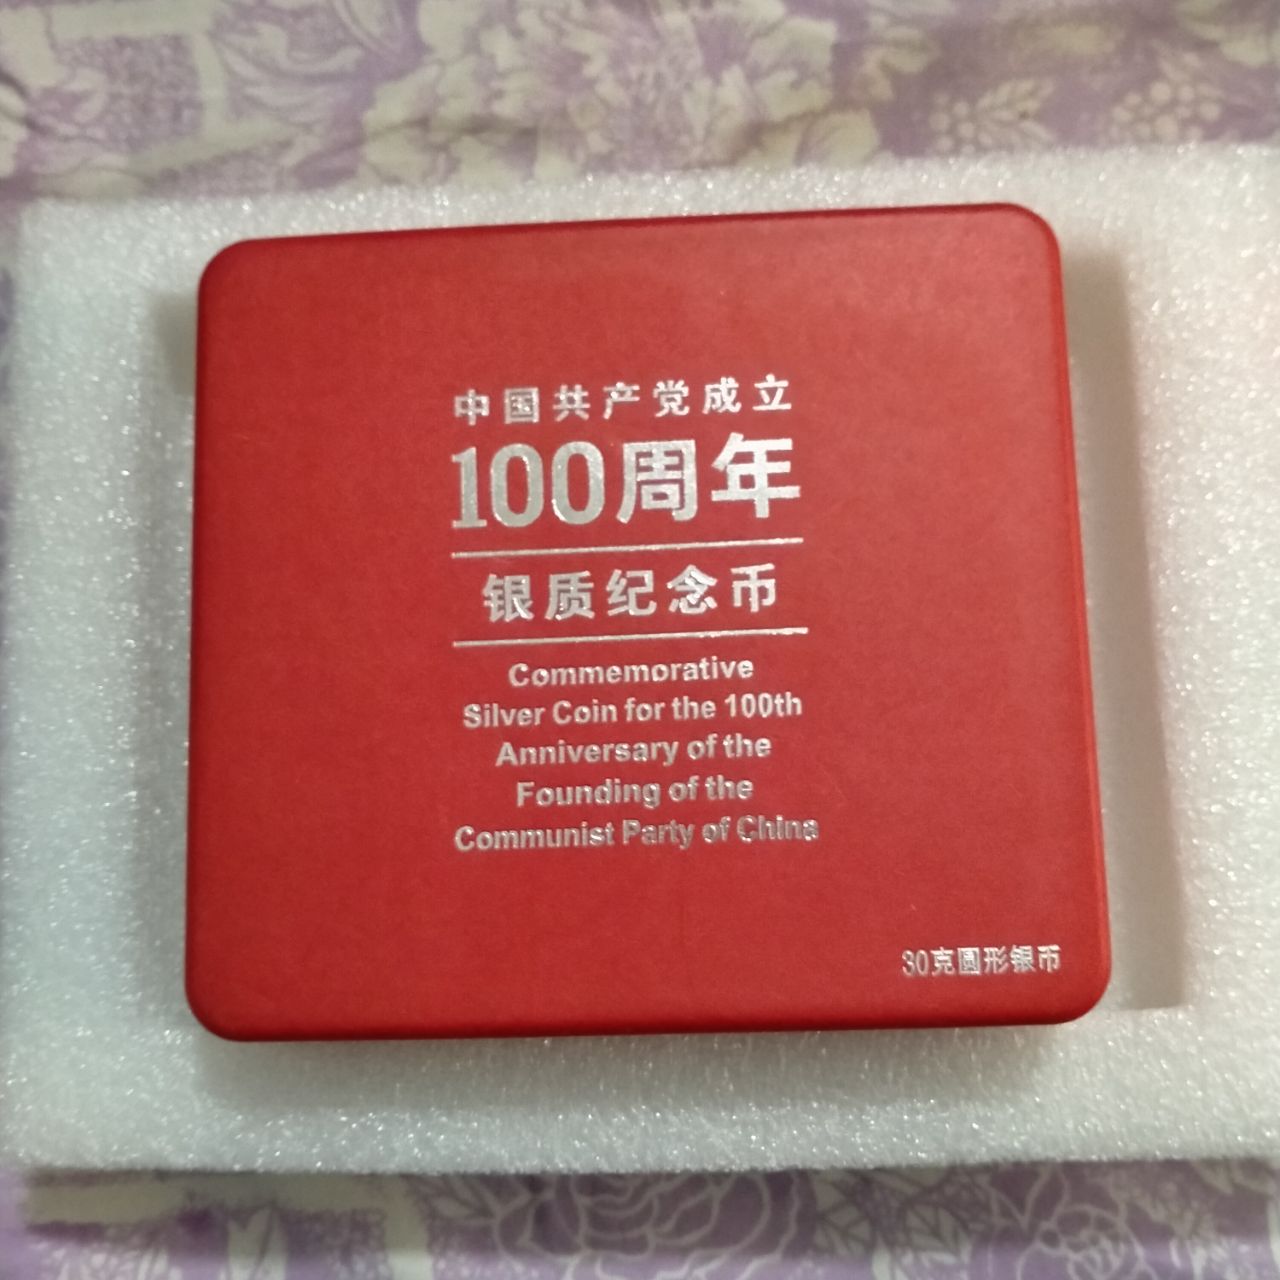 中国共产党成立
100周年
银质纪念币
Commemorative
Silver Coin for the 100th
Anniversary of the
Founding of the
Communist Party of China
30克圆形银币